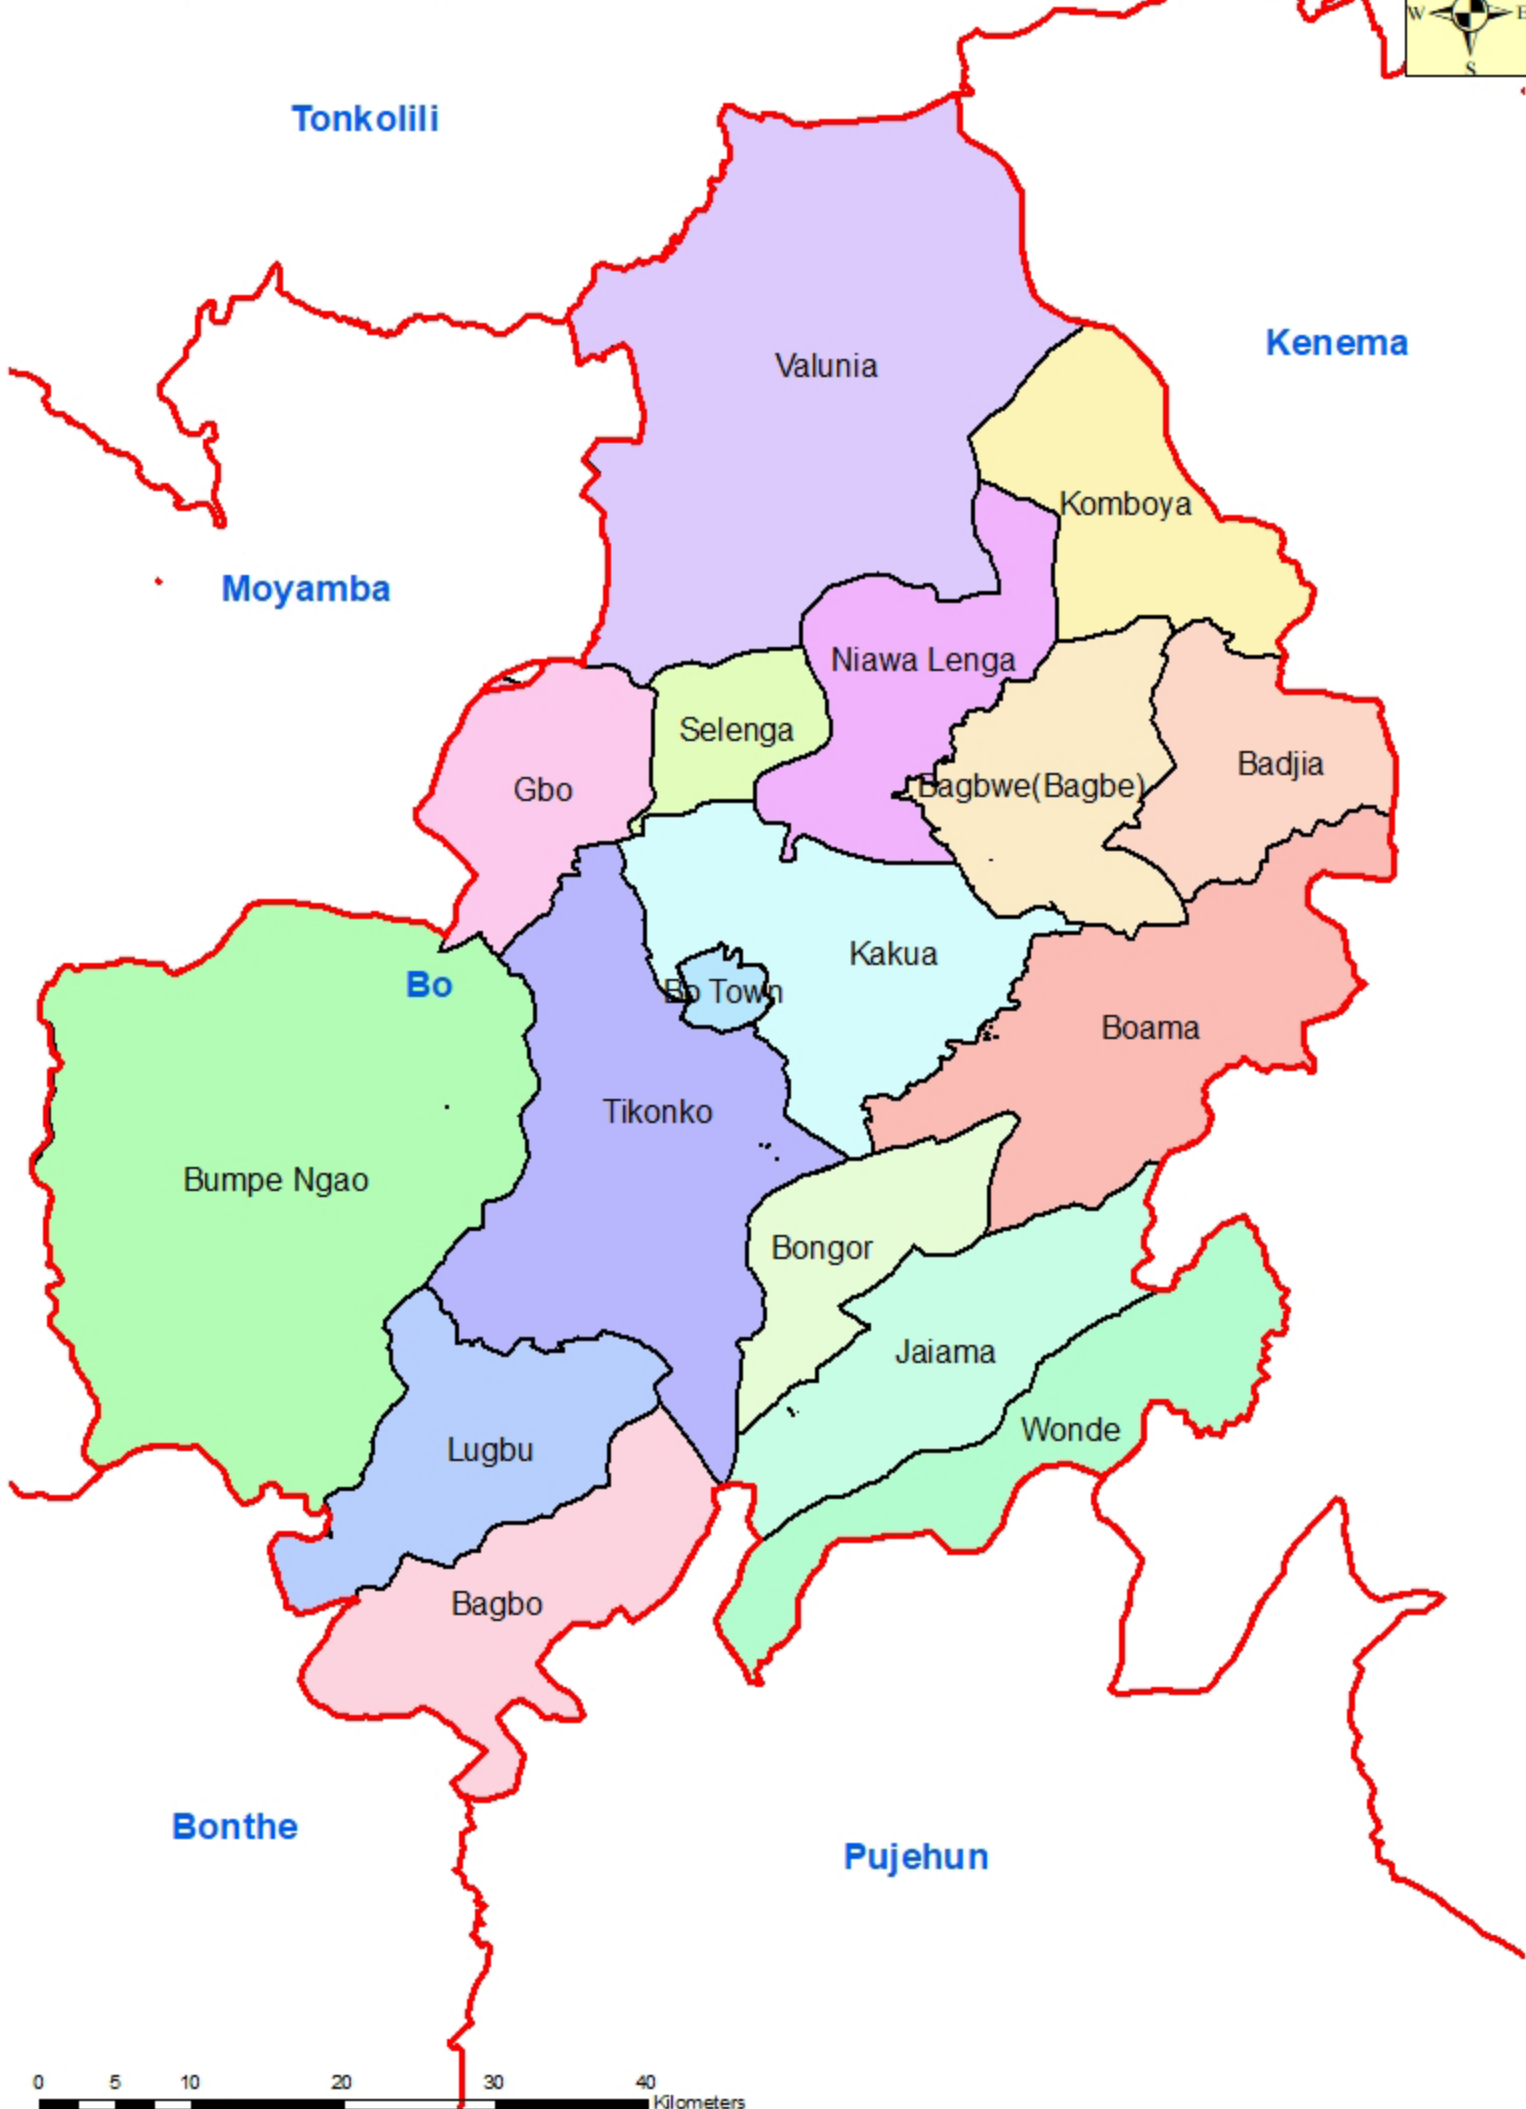 W E
S
Tonkolili
Kenema
Valunia
Komboya
Moyamba
Niawa Lenga
Selenga
Badjia
Gbo
Bagbwe(Bagbe)
Kakua
Bo
Bo Town
Boama
Tikonko
Bumpe Ngao
Bongor
Jaiama
Wonde
Lugbu
Bagbo
Bonthe
Pujehun
0 5 10 20 30 40
Kilometers